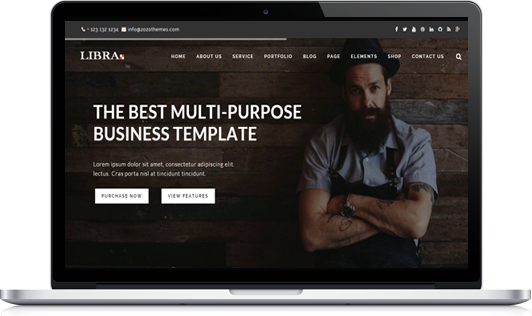 + 123 132 1234 info@zozothemes.com
LIBRA HOME ABOUT US SERVICE PORTFOLIO BLOG PAGE ELEMENTS SHOP CONTACT US
THE BEST MULTI-PURPOSE
BUSINESS TEMPLATE
Lorem ipsum dolor sit amet, consectetur adipiscing elit.
lectus. Cras porta nisl at tincidunt tincidunt.
PURCHASE NOW VIEW FEATURES